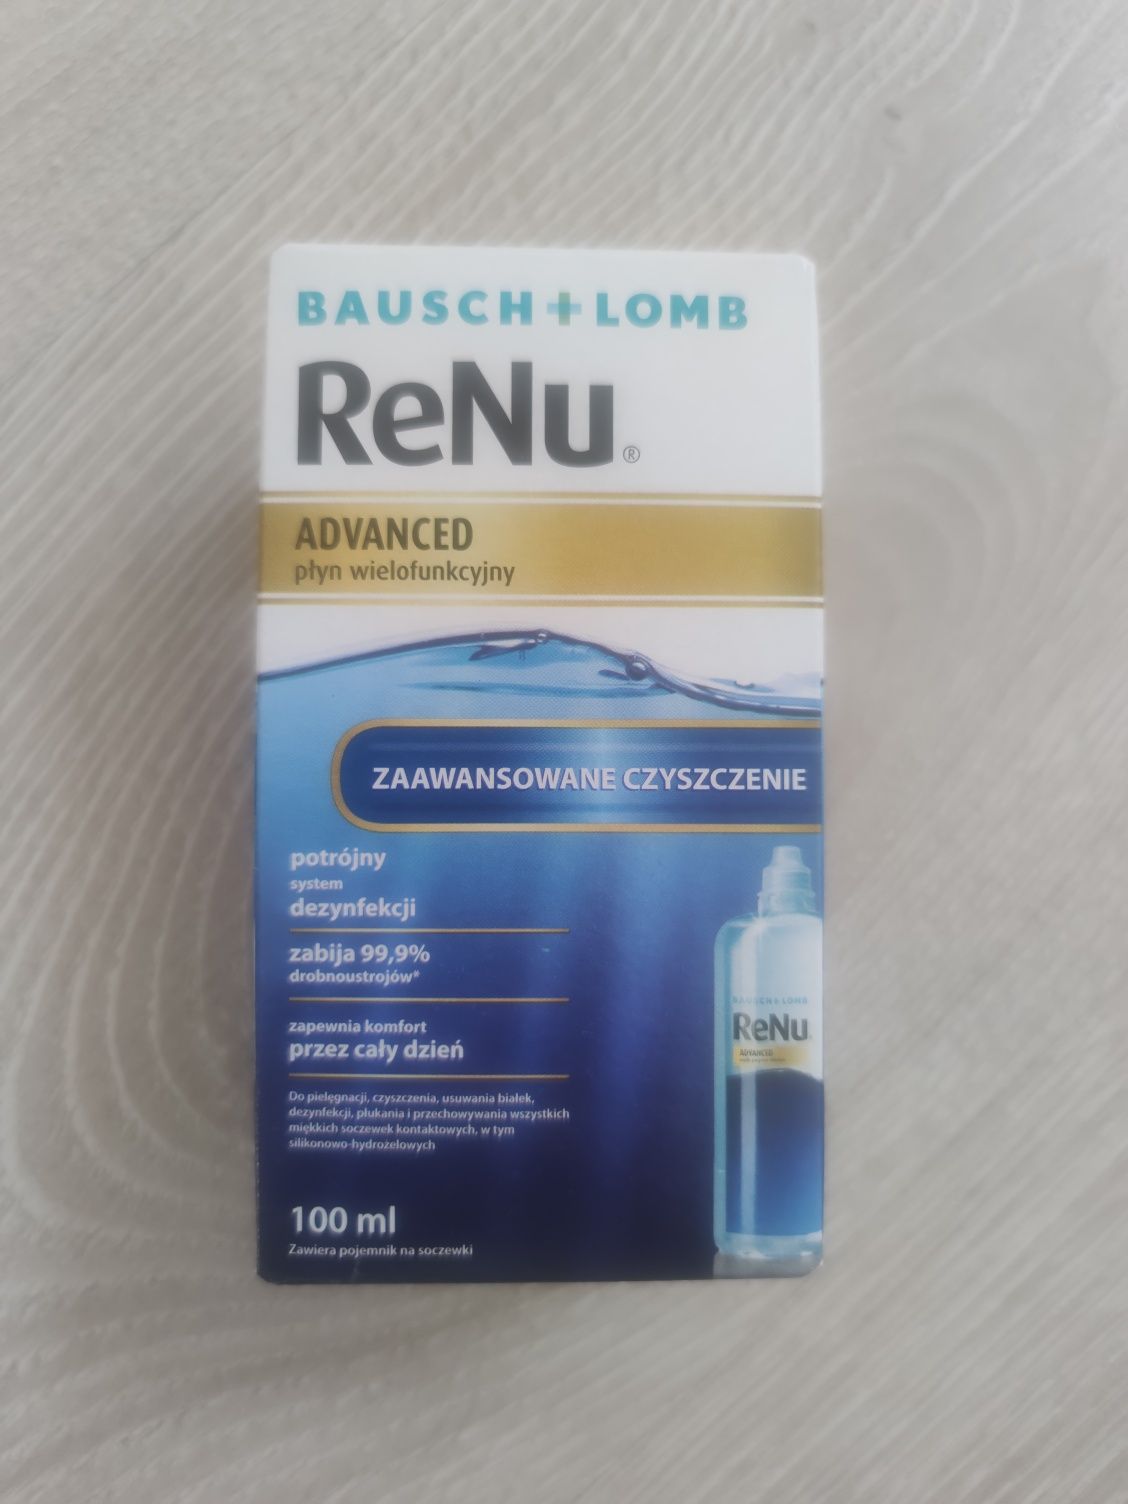 BAUSCH + LOMB
ReNu®
ADVANCED
płyn wielofunkcyjny
ZAAWANSOWANE CZYSZCZENIE
potrójny
system
dezynfekcji
zabija 99,9%
drobnoustrojów*
zapewnia komfort
przez cały dzień
Do pielęgnacji, czyszczenia, usuwania białek,
dezynfekcji, płukania i przechowywania wszystkich
miękkich soczewek kontaktowych, w tym
silikonowo-hydrożelowych
100 ml
Zawiera pojemnik na soczewki
BAUSCH & LOMB
ReNu
ADVANCED